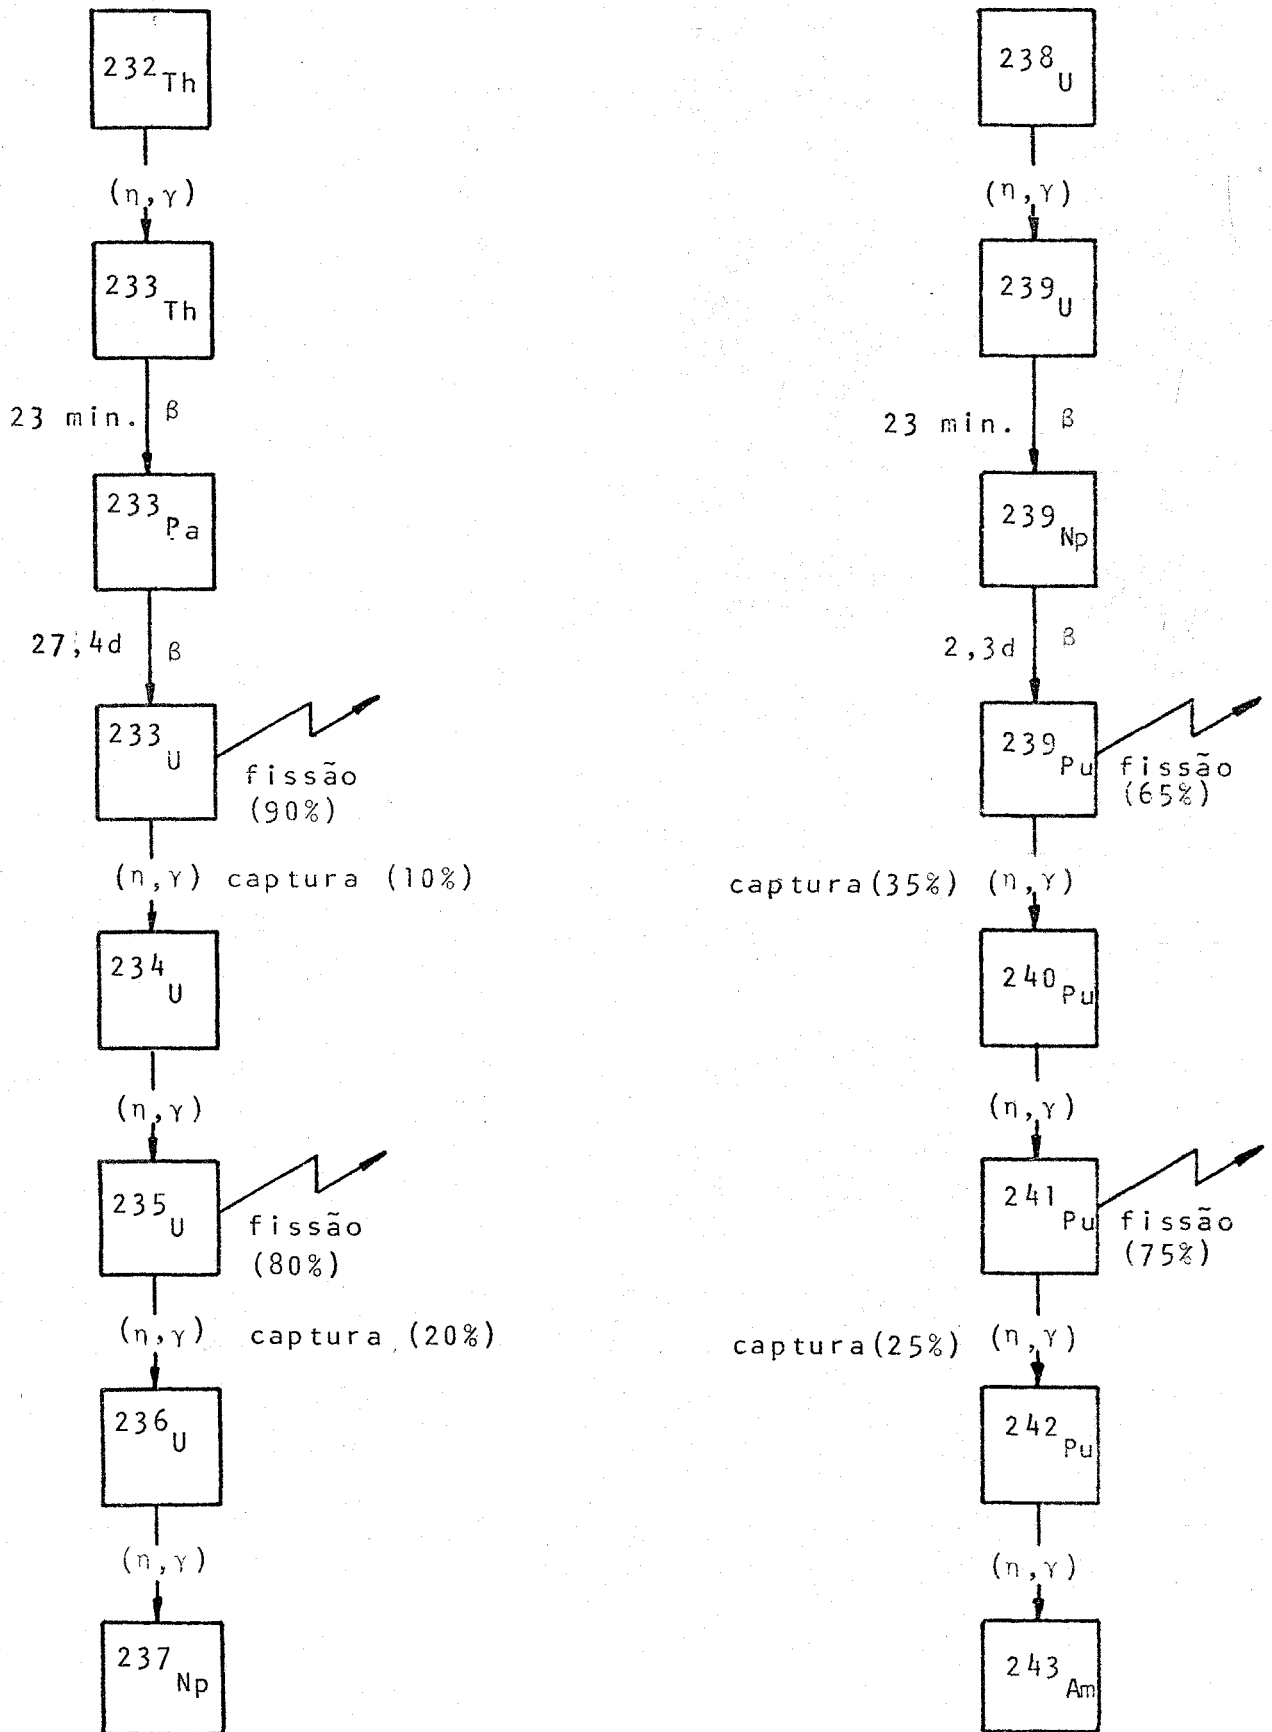 232Th
(η,γ)
233Th
23 min. β
233Pa
27,4d β
233U
fissão
(90%)
(η,γ) captura (10%)
234U
(η,γ)
235U
fissão
(80%)
(η,γ) captura (20%)
236U
(η,γ)
237Np
238U
(η,γ)
239U
23 min. β
239Np
2,3d β
239Pu
fissão
(65%)
captura(35%) (η,γ)
240Pu
(η,γ)
241Pu
fissão
(75%)
captura(25%) (η,γ)
242Pu
(η,γ)
243Am